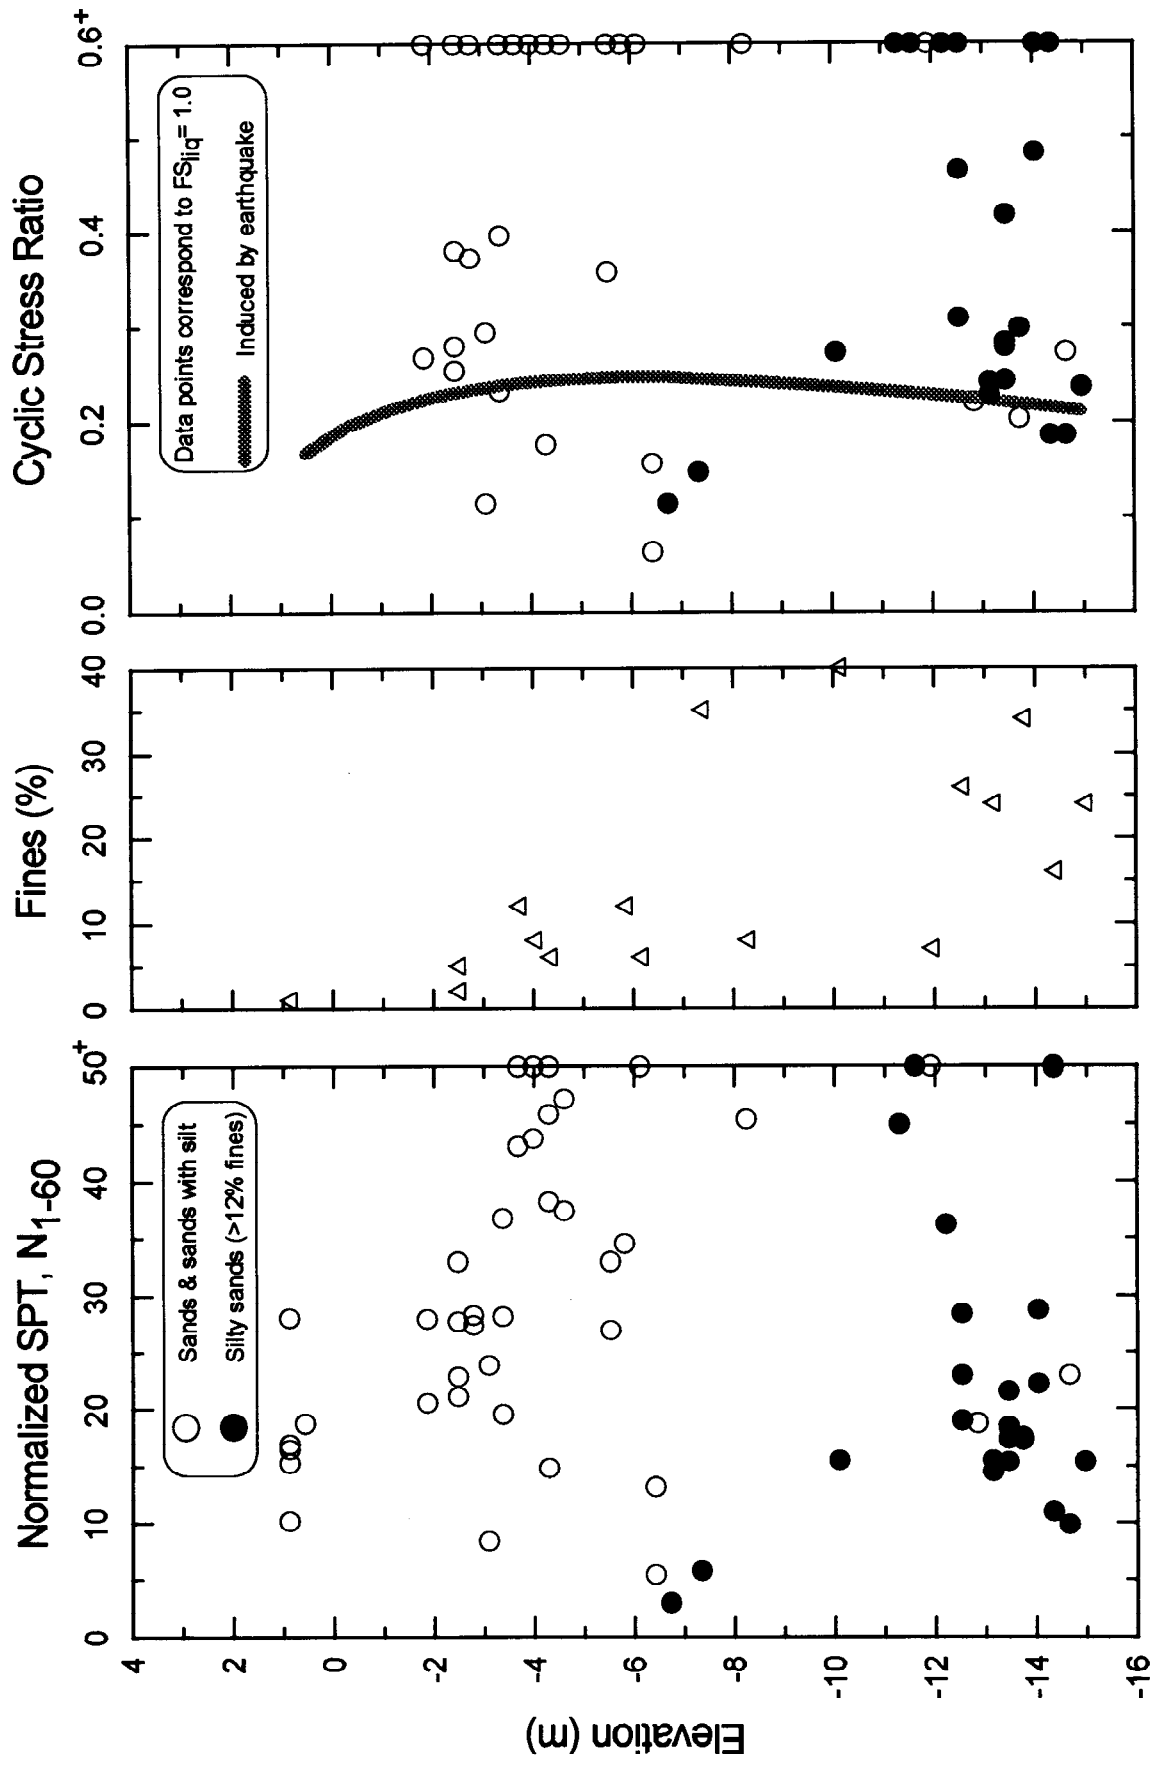 Normalized SPT, N1-60
0 10 20 30 40 50+
Sands & sands with silt
Silty sands (>12% fines)
Fines (%)
0 10 20 30 40
Cyclic Stress Ratio
0.0 0.2 0.4 0.6+
Data points correspond to FSliq= 1.0
Induced by earthquake
Elevation (m)
4
2
0
-2
-4
-6
-8
-10
-12
-14
-16